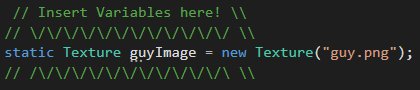 // Insert Variables here! \\
// \/\/\/\/\/\/\/\/\/\/\/\/ \\
static Texture guyImage = new Texture("guy.png");
// /\/\/\/\/\/\/\/\/\/\/\/\ \\